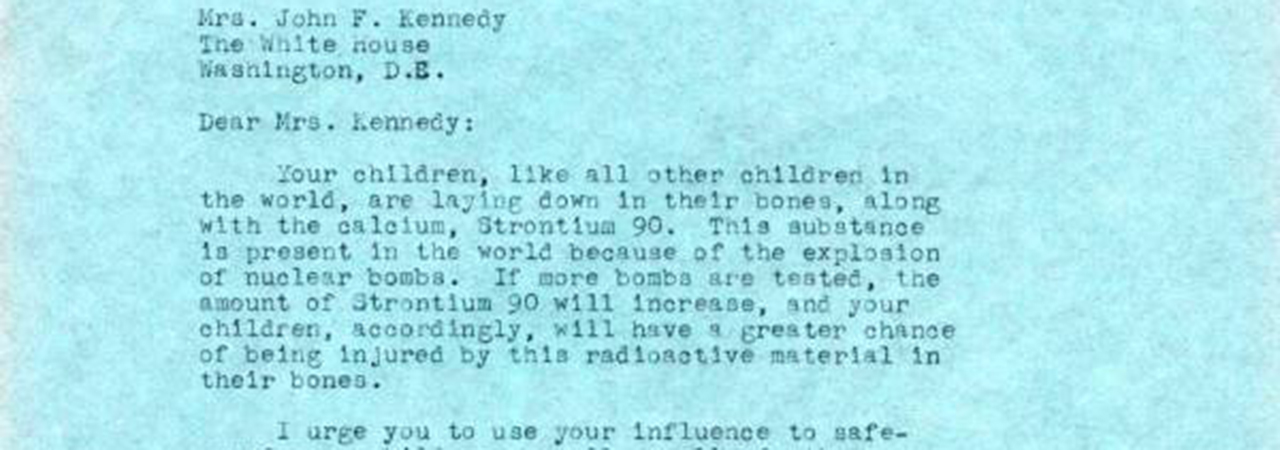 Mrs. John F. Kennedy
The White house
Washington, D.E.
Dear Mrs. Kennedy:
Your children, like all other children in
the world, are laying down in their bones, along
with the calcium, Strontium 90. This substance
is present in the world because of the explosion
of nuclear bombs. If more bombs are tested, the
amount of Strontium 90 will increase, and your
children, accordingly, will have a greater chance
of being injured by this radioactive material in
their bones.
I urge you to use your influence to safe-